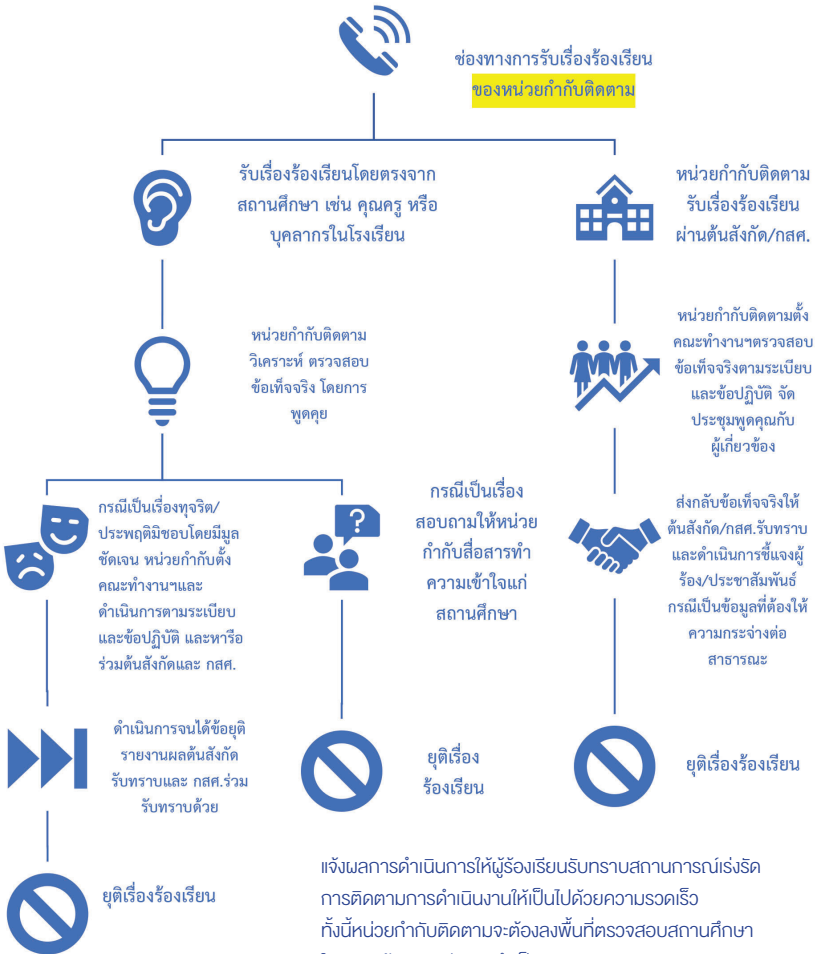 ช่องทางการรับเรื่องร้องเรียน
ของหน่วยกำกับติดตาม
รับเรื่องร้องเรียนโดยตรงจาก
สถานศึกษา เช่น คุณครู หรือ
บุคลากรในโรงเรียน
หน่วยกำกับติดตาม
รับเรื่องร้องเรียน
ผ่านต้นสังกัด/กสศ.
หน่วยกำกับติดตาม
วิเคราะห์ ตรวจสอบ
ข้อเท็จจริง โดยการ
พูดคุย
หน่วยกำกับติดตามตั้ง
คณะทำงานฯตรวจสอบ
ข้อเท็จจริงตามระเบียบ
และข้อปฏิบัติ จัด
ประชุมพูดคุณกับ
ผู้เกี่ยวข้อง
กรณีเป็นเรื่องทุจริต/
ประพฤติมิชอบโดยมีมูล
ชัดเจน หน่วยกำกับตั้ง
คณะทำงานฯและ
ดำเนินการตามระเบียบ
และข้อปฏิบัติ และหารือ
ร่วมต้นสังกัดและ กสศ.
กรณีเป็นเรื่อง
สอบถามให้หน่วย
กำกับสื่อสารทำ
ความเข้าใจแก่
สถานศึกษา
ส่งกลับข้อเท็จจริงให้
ต้นสังกัด/กสศ.รับทราบ
และดำเนินการชี้แจงผู้
ร้อง/ประชาสัมพันธ์
กรณีเป็นข้อมูลที่ต้องให้
ความกระจ่างต่อ
สาธารณะ
ดำเนินการจนได้ข้อยุติ
รายงานผลต้นสังกัด
รับทราบและ กสศ.ร่วม
รับทราบด้วย
ยุติเรื่อง
ร้องเรียน
ยุติเรื่องร้องเรียน
ยุติเรื่องร้องเรียน
แจ้งผลการดำเนินการให้ผู้ร้องเรียนรับทราบสถานการณ์เร่งรัด
การติดตามการดำเนินงานให้เป็นไปด้วยความรวดเร็ว
ทั้งนี้หน่วยกำกับติดตามจะต้องลงพื้นที่ตรวจสอบสถานศึกษา